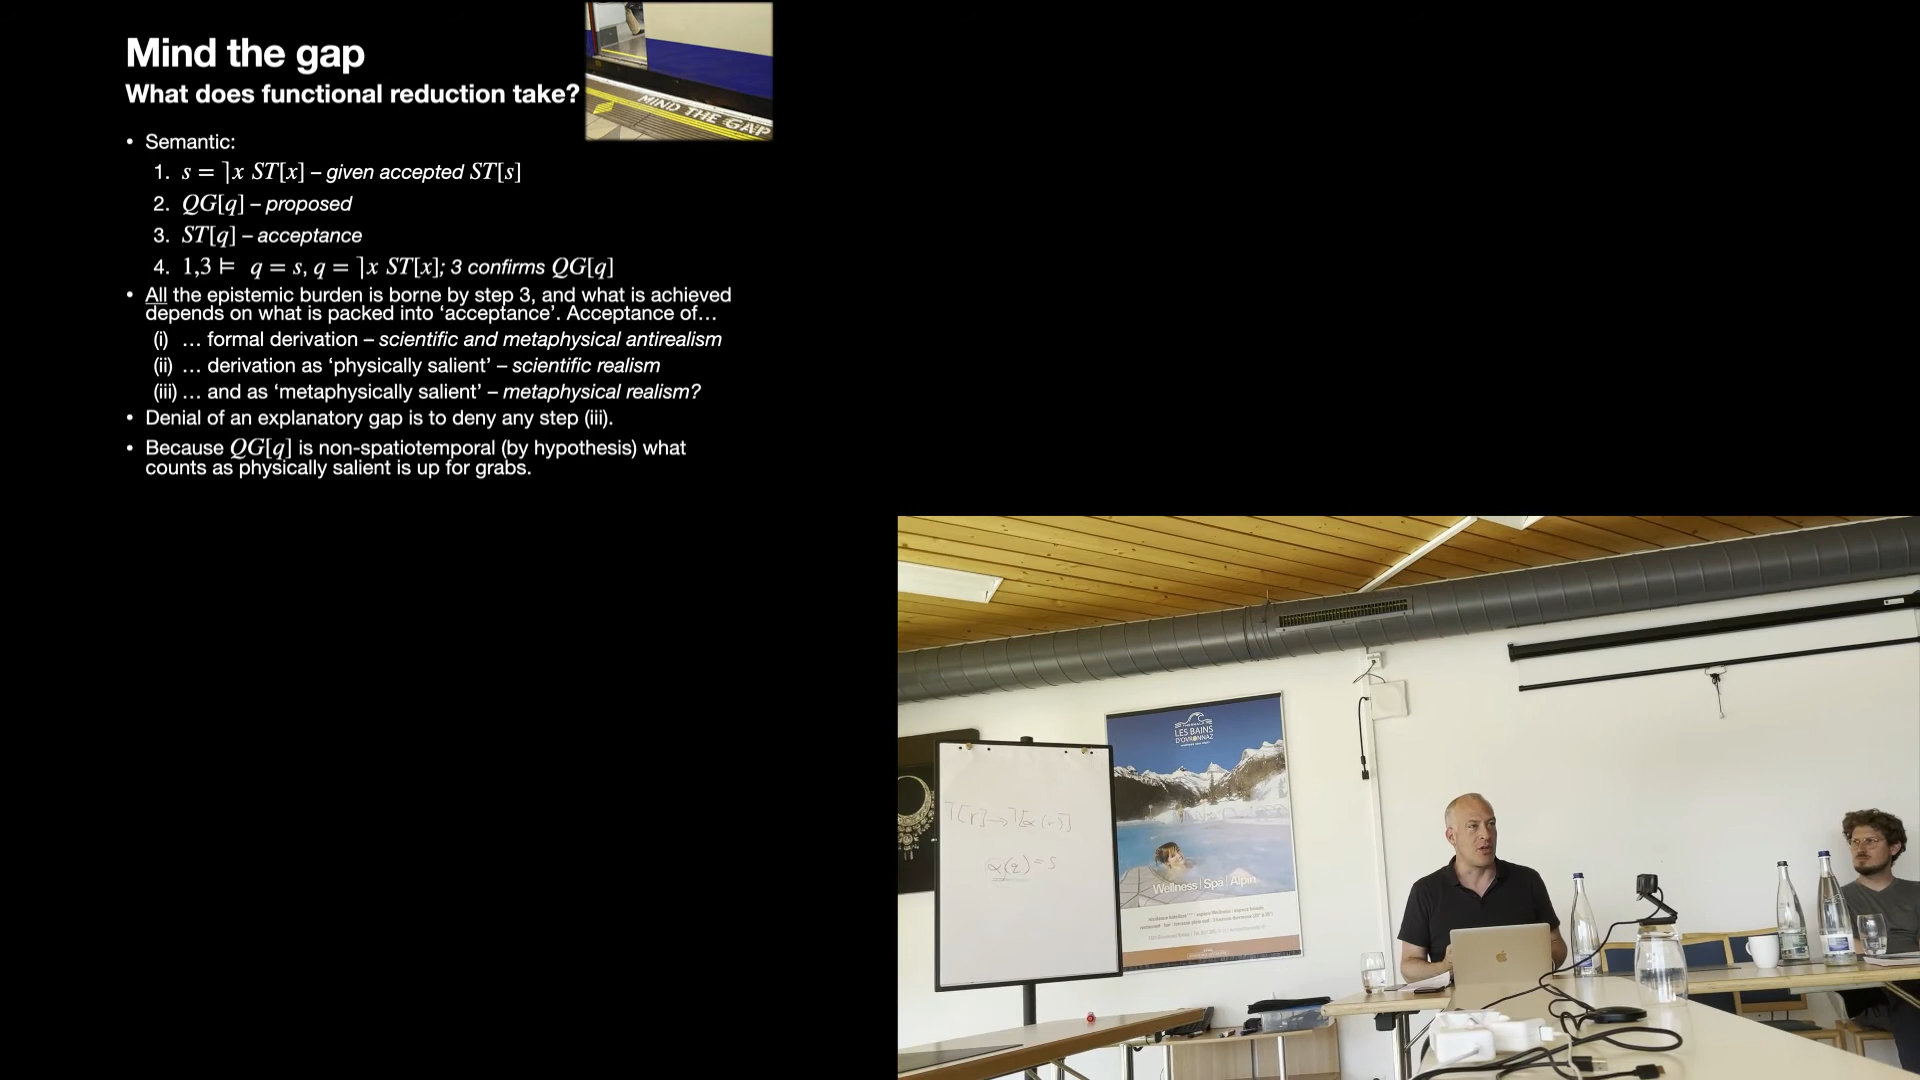 Mind the gap
What does functional reduction take?
MIND THE GAP
• Semantic:
1. s = ⌉x ST[x] – given accepted ST[s]
2. QG[q] – proposed
3. ST[q] – acceptance
4. 1,3 ⊨ q = s, q = ⌉x ST[x]; 3 confirms QG[q]
• All the epistemic burden is borne by step 3, and what is achieved
depends on what is packed into ‘acceptance’. Acceptance of…
(i) … formal derivation – scientific and metaphysical antirealism
(ii) … derivation as ‘physically salient’ – scientific realism
(iii) … and as ‘metaphysically salient’ – metaphysical realism?
• Denial of an explanatory gap is to deny any step (iii).
• Because QG[q] is non-spatiotemporal (by hypothesis) what
counts as physically salient is up for grabs.
LES BAINS
D'OVRONNAZ
Wellness | Spa | Alpin